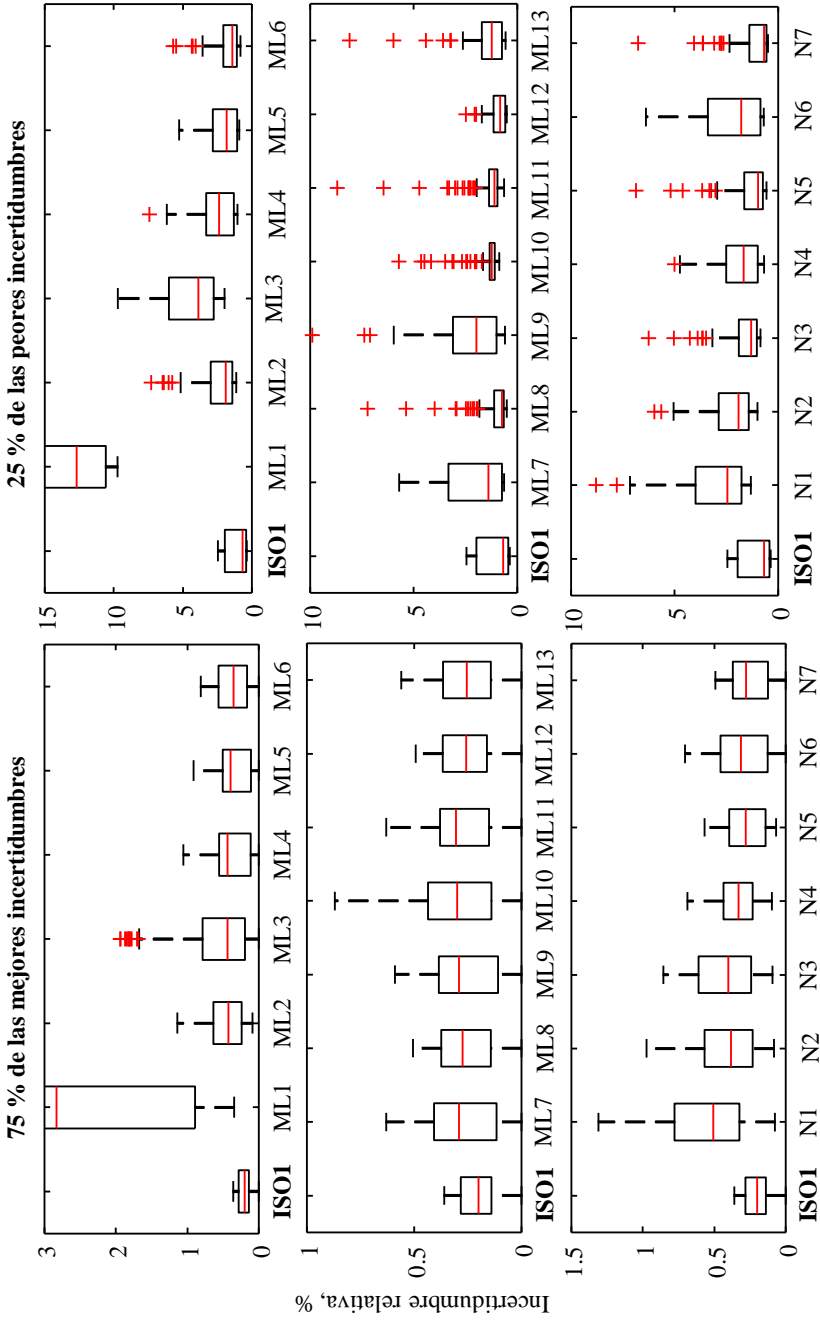 75 % de las mejores incertidumbres
3
2
1
0
ISO1 ML1 ML2 ML3 ML4 ML5 ML6
25 % de las peores incertidumbres
15
10
5
0
ISO1 ML1 ML2 ML3 ML4 ML5 ML6
Incertidumbre relativa, %
1
0.5
0
ISO1 ML7 ML8 ML9 ML10 ML11 ML12 ML13
10
5
0
ISO1 ML7 ML8 ML9 ML10 ML11 ML12 ML13
1.5
1
0.5
0
ISO1 N1 N2 N3 N4 N5 N6 N7
10
5
0
ISO1 N1 N2 N3 N4 N5 N6 N7